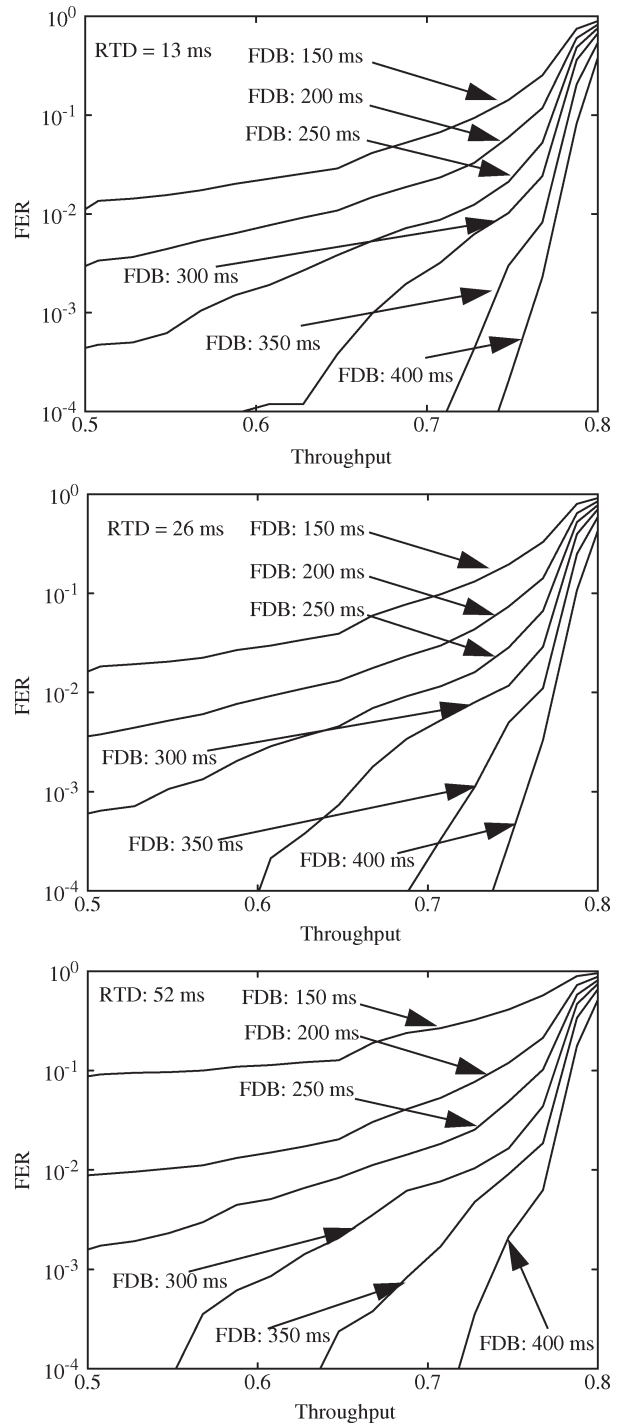 10^0
RTD = 13 ms
FDB: 150 ms
FDB: 200 ms
10^-1
FDB: 250 ms
FER
10^-2
FDB: 300 ms
10^-3
FDB: 350 ms
FDB: 400 ms
10^-4
0.5 0.6 0.7 0.8
Throughput
10^0
RTD = 26 ms
FDB: 150 ms
FDB: 200 ms
10^-1
FDB: 250 ms
FER
10^-2
FDB: 300 ms
10^-3
FDB: 350 ms
FDB: 400 ms
10^-4
0.5 0.6 0.7 0.8
Throughput
10^0
RTD: 52 ms
FDB: 150 ms
FDB: 200 ms
10^-1
FDB: 250 ms
FER
10^-2
10^-3
FDB: 300 ms
FDB: 350 ms
FDB: 400 ms
10^-4
0.5 0.6 0.7 0.8
Throughput